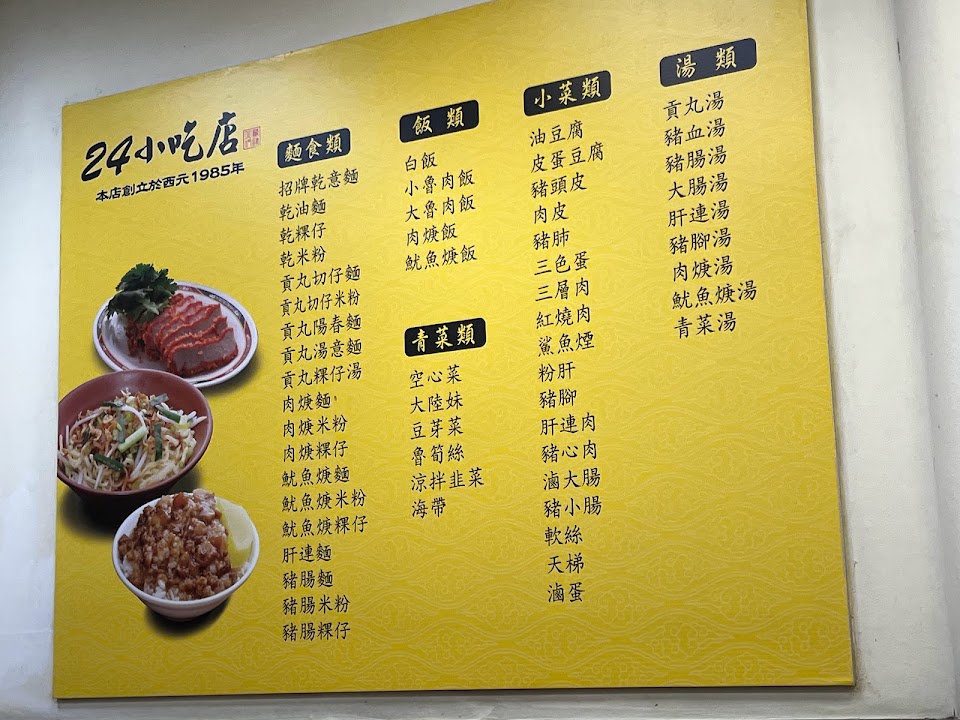 24小吃店
本店創立於西元1985年
麵食類
招牌乾意麵
乾油麵
乾粿仔
乾米粉
貢丸切仔麵
貢丸切仔米粉
貢丸陽春麵
貢丸湯意麵
貢丸粿仔湯
肉焿麵
肉焿米粉
肉焿粿仔
魷魚焿麵
魷魚焿米粉
魷魚焿粿仔
肝連麵
豬腸麵
豬腸米粉
豬腸粿仔
飯類
白飯
小魯肉飯
大魯肉飯
肉焿飯
魷魚焿飯
青菜類
空心菜
大陸妹
豆芽菜
魯筍絲
涼拌韭菜
海帶
小菜類
油豆腐
皮蛋豆腐
豬頭皮
肉皮
豬肺
三色蛋
三層肉
紅燒肉
鯊魚煙
粉肝
豬腳
肝連肉
豬心肉
滷大腸
豬小腸
軟絲
天梯
滷蛋
湯類
貢丸湯
豬血湯
豬腸湯
大腸湯
肝連湯
豬腳湯
肉焿湯
魷魚焿湯
青菜湯